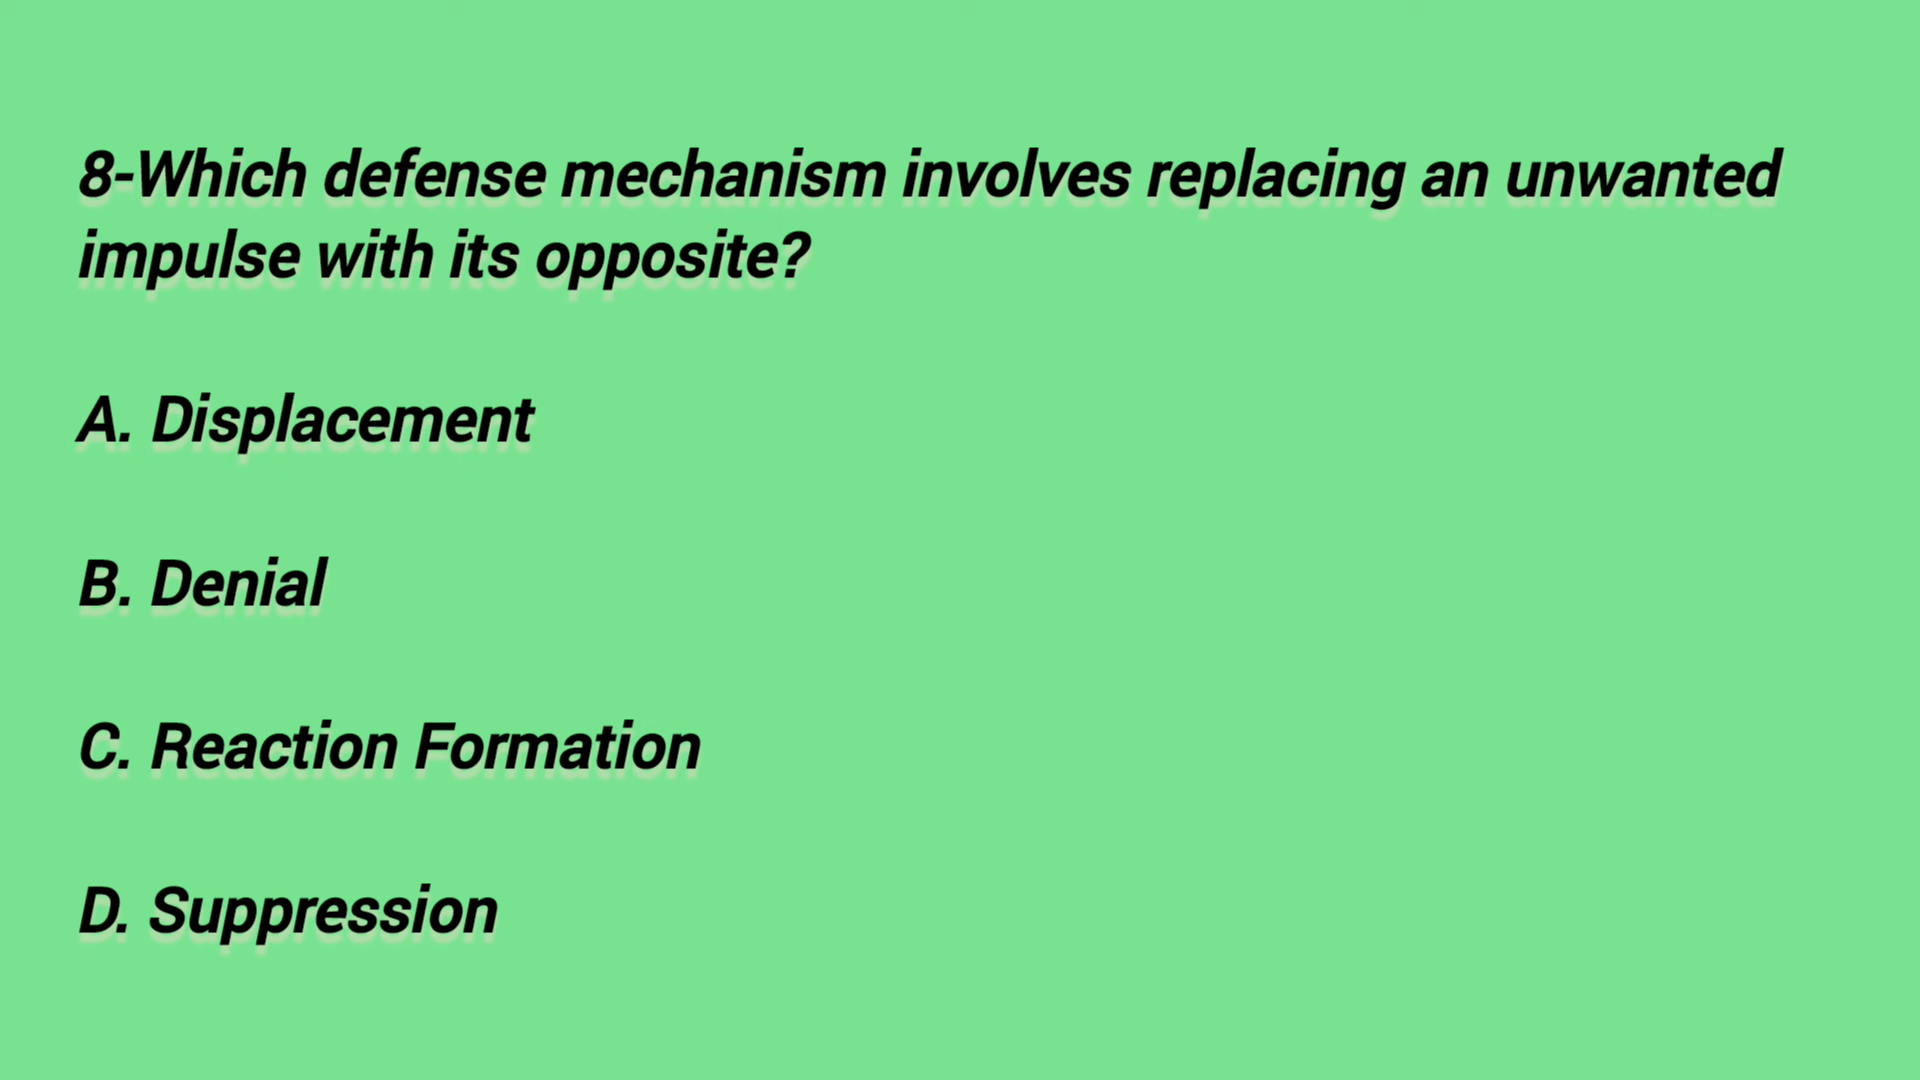 8-Which defense mechanism involves replacing an unwanted
impulse with its opposite?
A. Displacement
B. Denial
C. Reaction Formation
D. Suppression